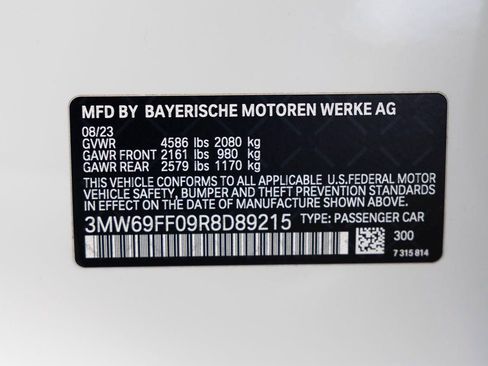 MFD BY BAYERISCHE MOTOREN WERKE AG
08/23
GVWR 4586 lbs 2080 kg
GAWR FRONT 2161 lbs 980 kg
GAWR REAR 2579 lbs 1170 kg
THIS VEHICLE CONFORMS TO ALL APPLICABLE U.S.FEDERAL MOTOR
VEHICLE SAFETY, BUMPER AND THEFT PREVENTION STANDARDS
IN EFFECT ON THE DATE OF MANUFACTURE SHOWN ABOVE.
3MW69FF09R8D89215 TYPE: PASSENGER CAR
300
7 315 814